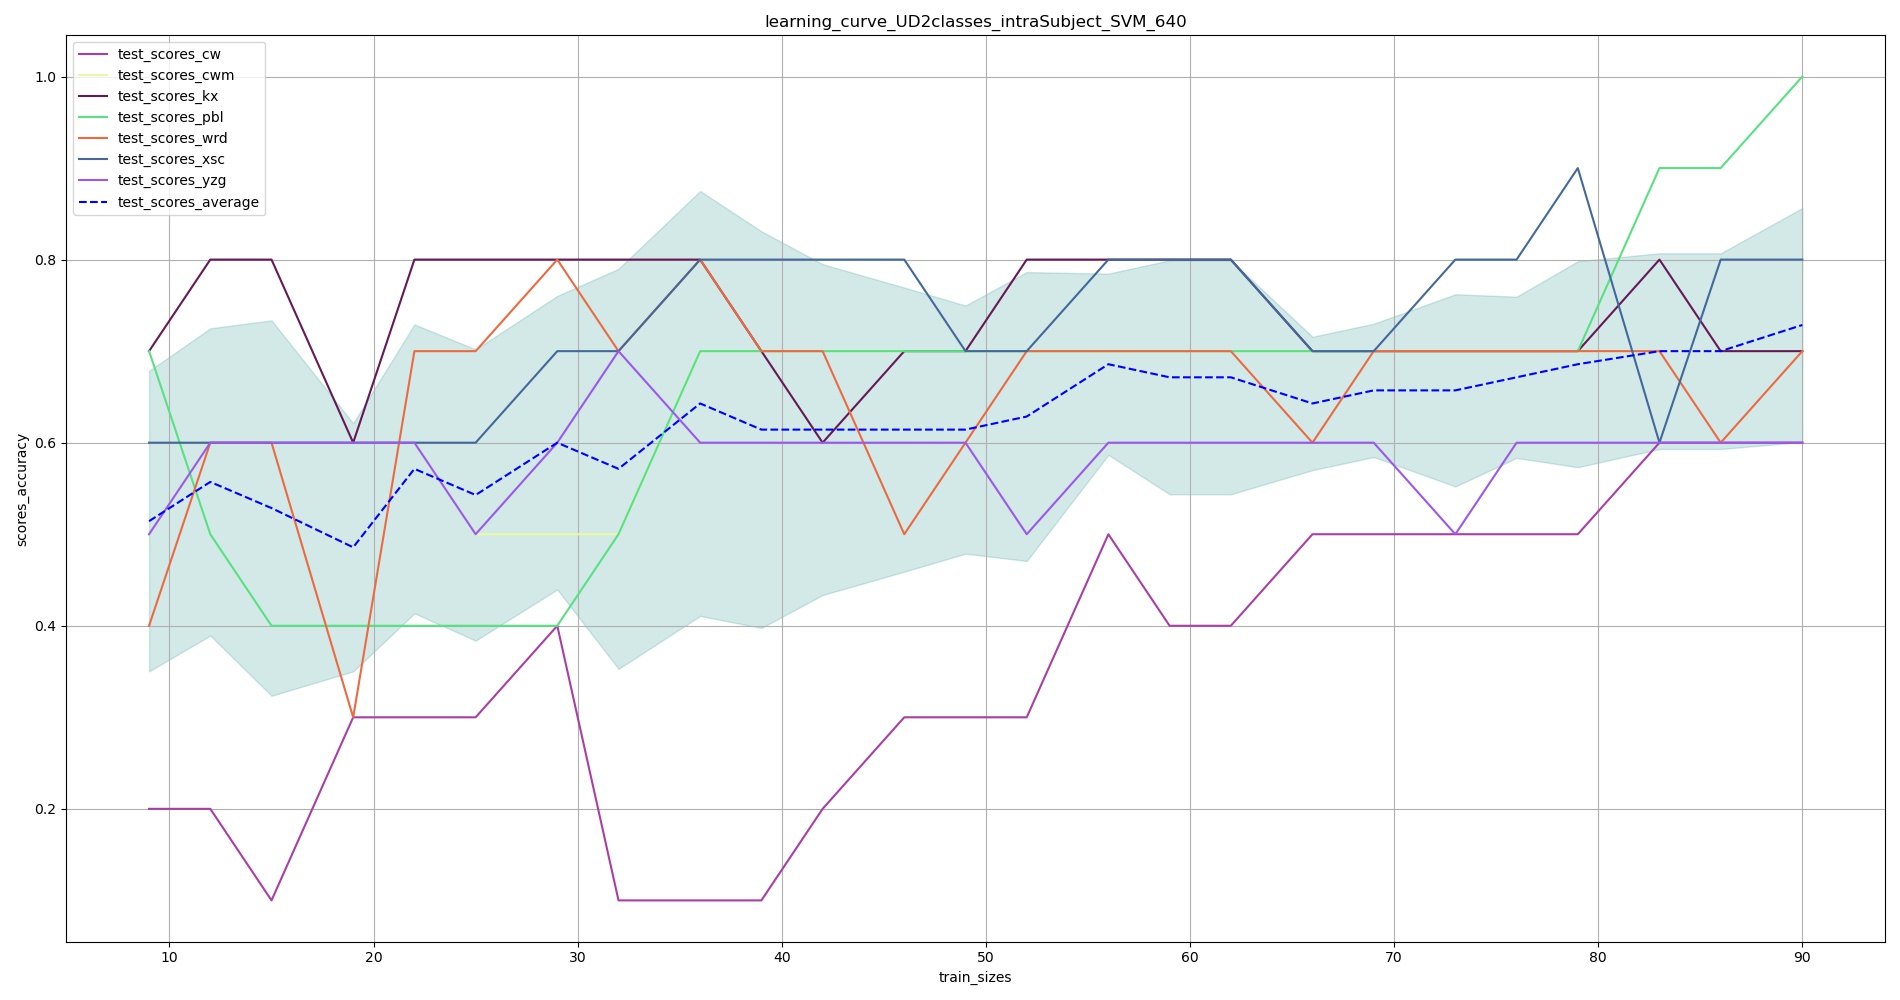 learning_curve_UD2classes_intraSubject_SVM_640
test_scores_cw
test_scores_cwm
test_scores_kx
test_scores_pbl
test_scores_wrd
test_scores_xsc
test_scores_yzg
test_scores_average
scores_accuracy
1.0
0.8
0.6
0.4
0.2
10 20 30 40 50 60 70 80 90
train_sizes